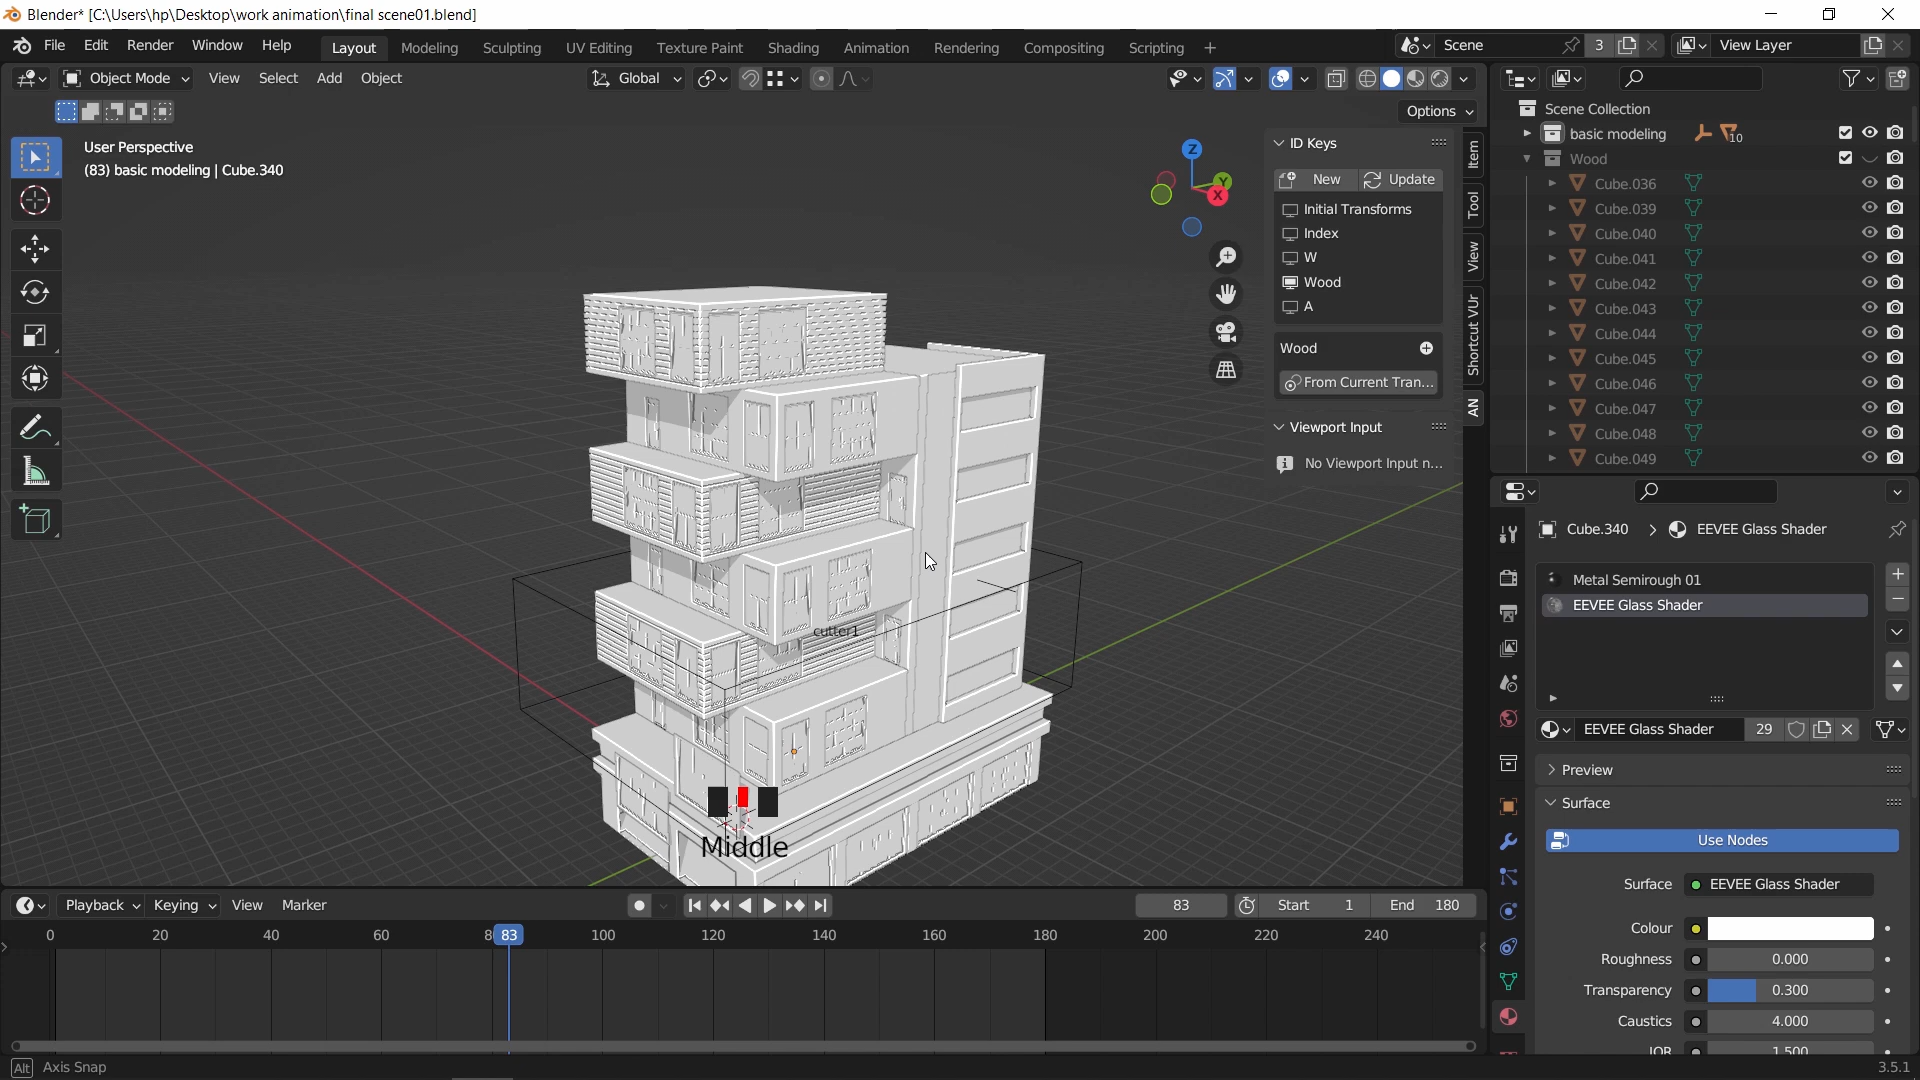 Blender* [C:\Users\hp\Desktop\work animation\final scene01.blend]
File Edit Render Window Help Layout Modeling Sculpting UV Editing Texture Paint Shading Animation Rendering Compositing Scripting + Scene 3 View Layer
Object Mode View Select Add Object Global
Options
User Perspective
(83) basic modeling | Cube.340
Z
Y
X
ID Keys
New Update
Initial Transforms
Index
W
Wood
A
Wood
From Current Tran...
Viewport Input
No Viewport Input n...
Item
Tool
View
Shortcut VUr
AN
cutter1
Middle
Scene Collection
basic modeling 10
Wood
Cube.036
Cube.039
Cube.040
Cube.041
Cube.042
Cube.043
Cube.044
Cube.045
Cube.046
Cube.047
Cube.048
Cube.049
Cube.340 > EEVEE Glass Shader
Metal Semirough 01
EEVEE Glass Shader
EEVEE Glass Shader 29
Preview
Surface
Use Nodes
Surface EEVEE Glass Shader
Colour
Roughness 0.000
Transparency 0.300
Caustics 4.000
IOR 1.500
Playback Keying View Marker 83 Start 1 End 180
0 20 40 60 8 83 100 120 140 160 180 200 220 240
Alt Axis Snap
3.5.1